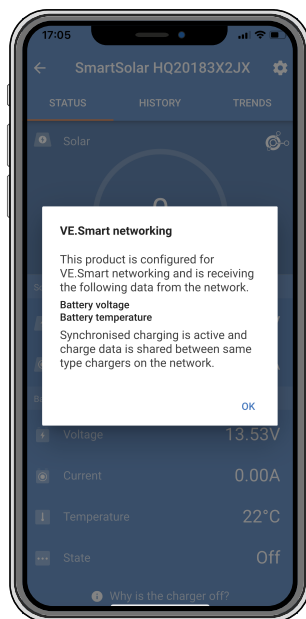 17:05
SmartSolar HQ20183X2JX
STATUS HISTORY TRENDS
Solar
VE.Smart networking
This product is configured for
VE.Smart networking and is receiving
the following data from the network.
Battery voltage
Battery temperature
Synchronised charging is active and
charge data is shared between same
type chargers on the network.
OK
Voltage 13.53V
Current 0.00A
Temperature 22°C
State Off
Why is the charger off?